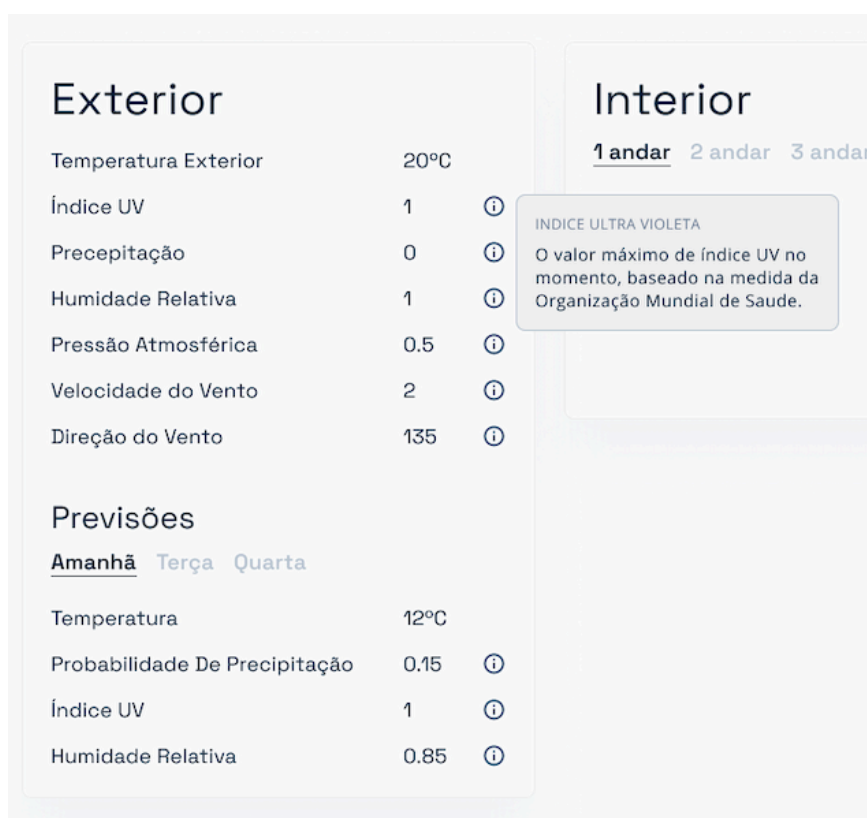 Exterior
Temperatura Exterior 20ºC
Índice UV 1
Precepitação 0
Humidade Relativa 1
Pressão Atmosférica 0.5
Velocidade do Vento 2
Direção do Vento 135
Previsões
Amanhã Terça Quarta
Temperatura 12ºC
Probabilidade De Precipitação 0.15
Índice UV 1
Humidade Relativa 0.85
Interior
1 andar 2 andar 3 andar
INDICE ULTRA VIOLETA
O valor máximo de índice UV no
momento, baseado na medida da
Organização Mundial de Saude.